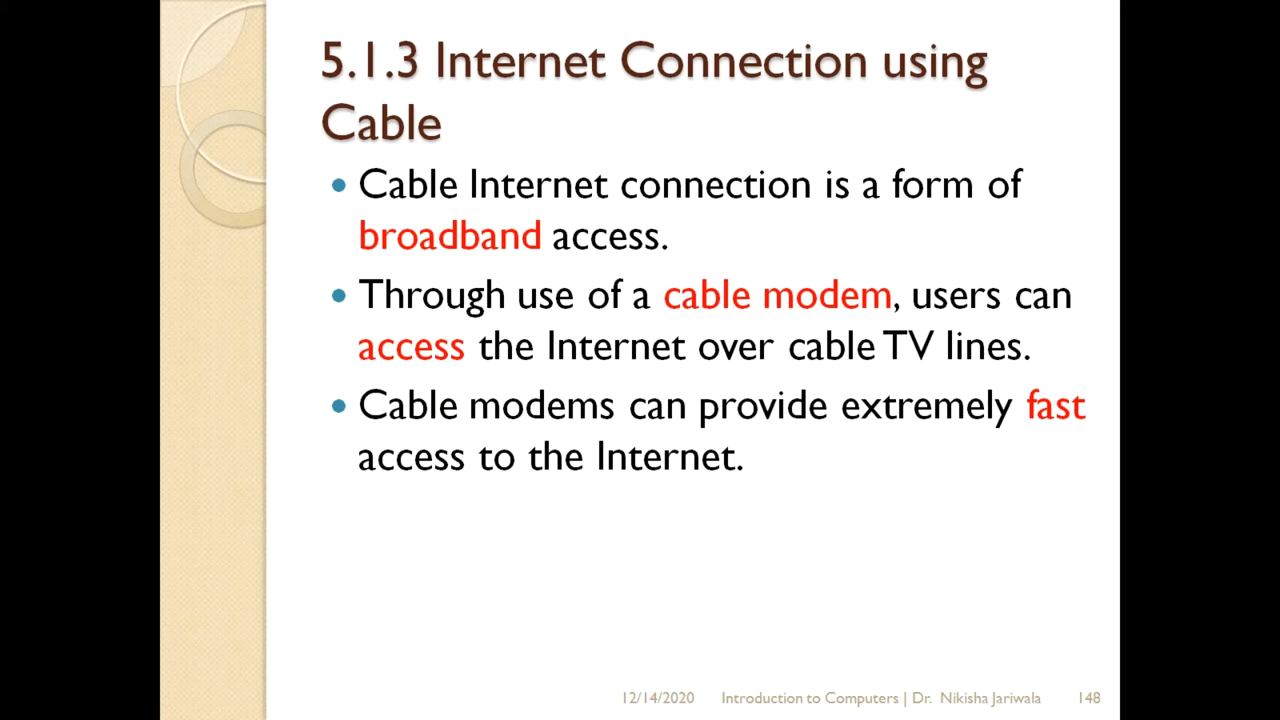 5.1.3 Internet Connection using
Cable
• Cable Internet connection is a form of
broadband access.
• Through use of a cable modem, users can
access the Internet over cable TV lines.
• Cable modems can provide extremely fast
access to the Internet.
12/14/2020 Introduction to Computers | Dr. Nikisha Jariwala 148